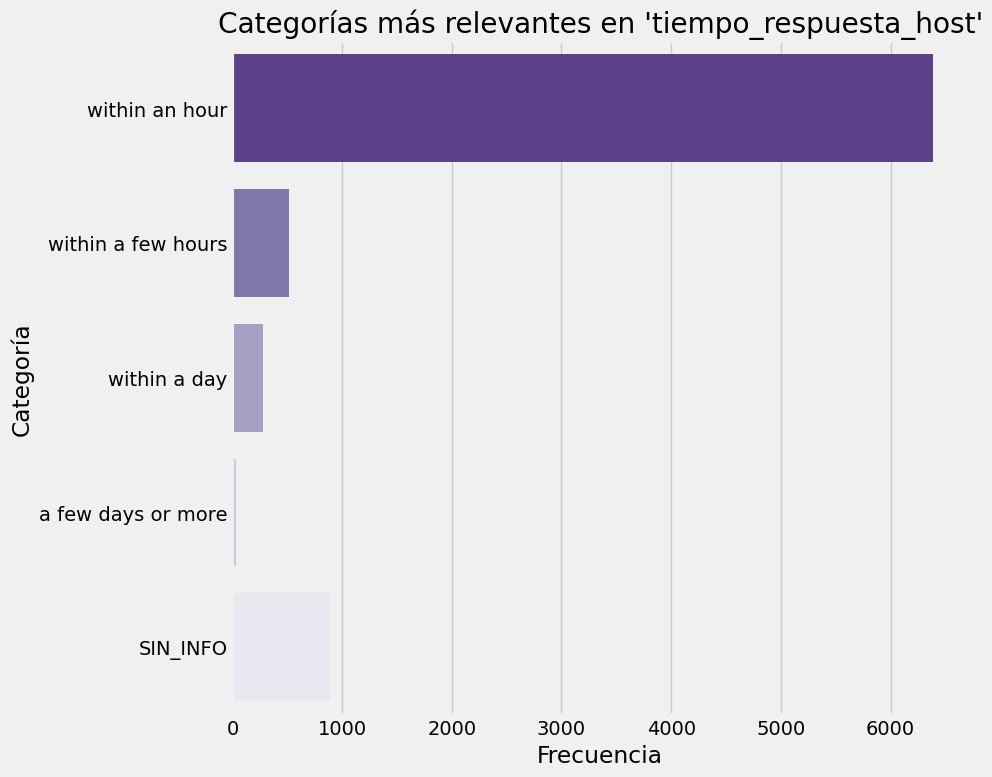 Categorías más relevantes en 'tiempo_respuesta_host'
within an hour
within a few hours
within a day
a few days or more
SIN_INFO
Categoría
0 1000 2000 3000 4000 5000 6000
Frecuencia